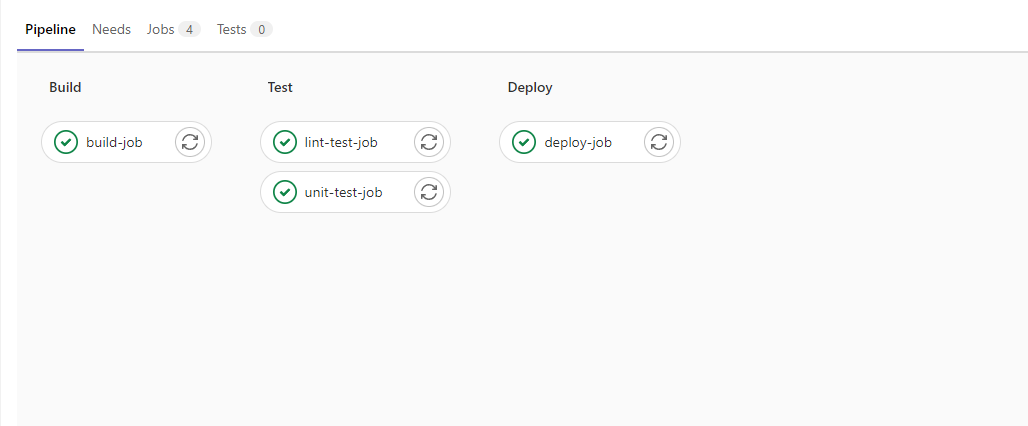 Pipeline Needs Jobs 4 Tests 0
Build Test Deploy
build-job lint-test-job deploy-job
unit-test-job